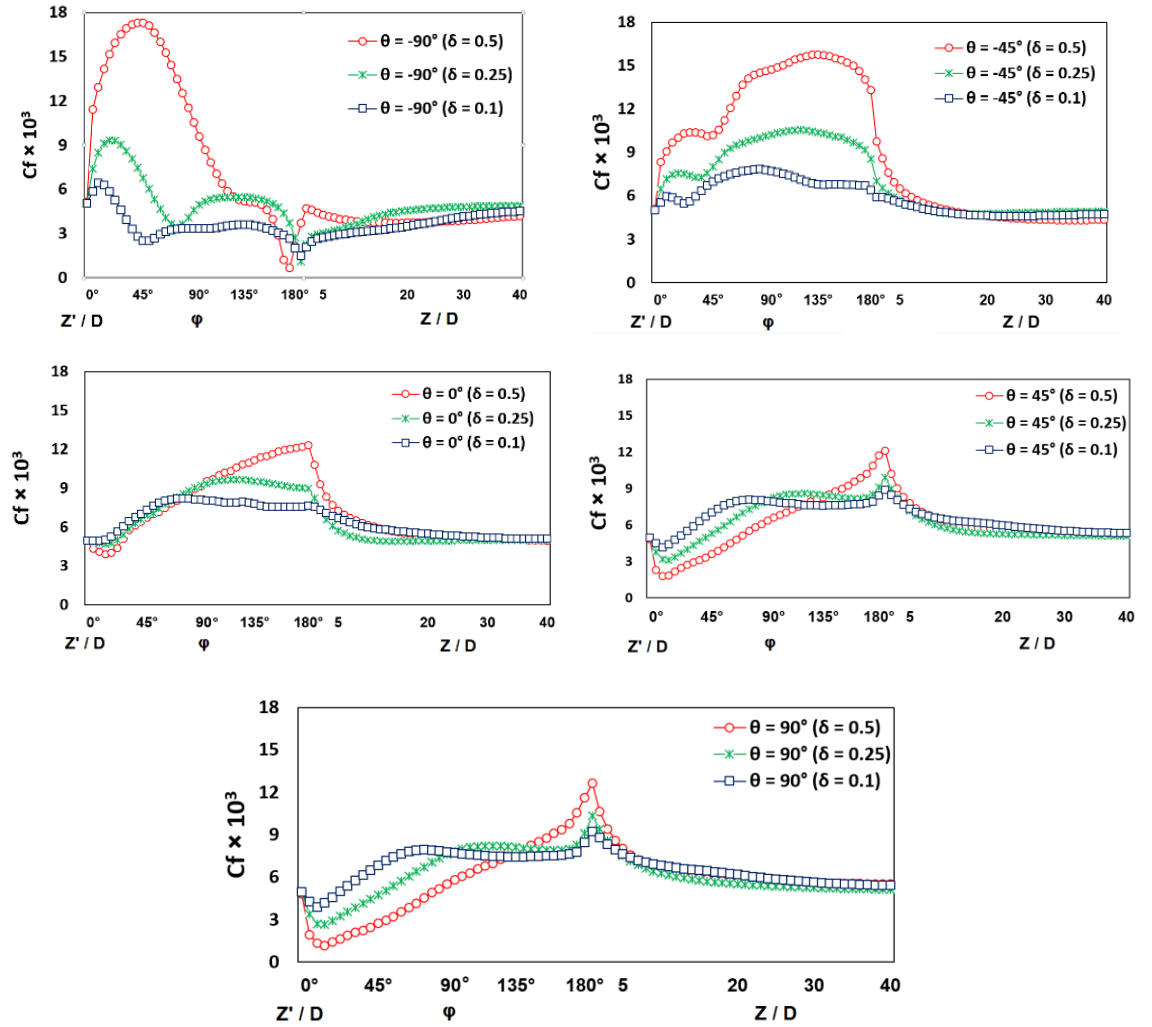 18
15
12
9
6
3
0
Cf × 10³
θ = -90° (δ = 0.5)
θ = -90° (δ = 0.25)
θ = -90° (δ = 0.1)
0° 45° 90° 135° 180° 5 20 30 40
Z' / D φ Z / D
18
15
12
9
6
3
0
Cf × 10³
θ = -45° (δ = 0.5)
θ = -45° (δ = 0.25)
θ = -45° (δ = 0.1)
0° 45° 90° 135° 180° 5 20 30 40
Z' / D φ Z / D
18
15
12
9
6
3
0
Cf × 10³
θ = 0° (δ = 0.5)
θ = 0° (δ = 0.25)
θ = 0° (δ = 0.1)
0° 45° 90° 135° 180° 5 20 30 40
Z' / D φ Z / D
18
15
12
9
6
3
0
Cf × 10³
θ = 45° (δ = 0.5)
θ = 45° (δ = 0.25)
θ = 45° (δ = 0.1)
0° 45° 90° 135° 180° 5 20 30 40
Z' / D φ Z / D
18
15
12
9
6
3
0
Cf × 10³
θ = 90° (δ = 0.5)
θ = 90° (δ = 0.25)
θ = 90° (δ = 0.1)
0° 45° 90° 135° 180° 5 20 30 40
Z' / D φ Z / D